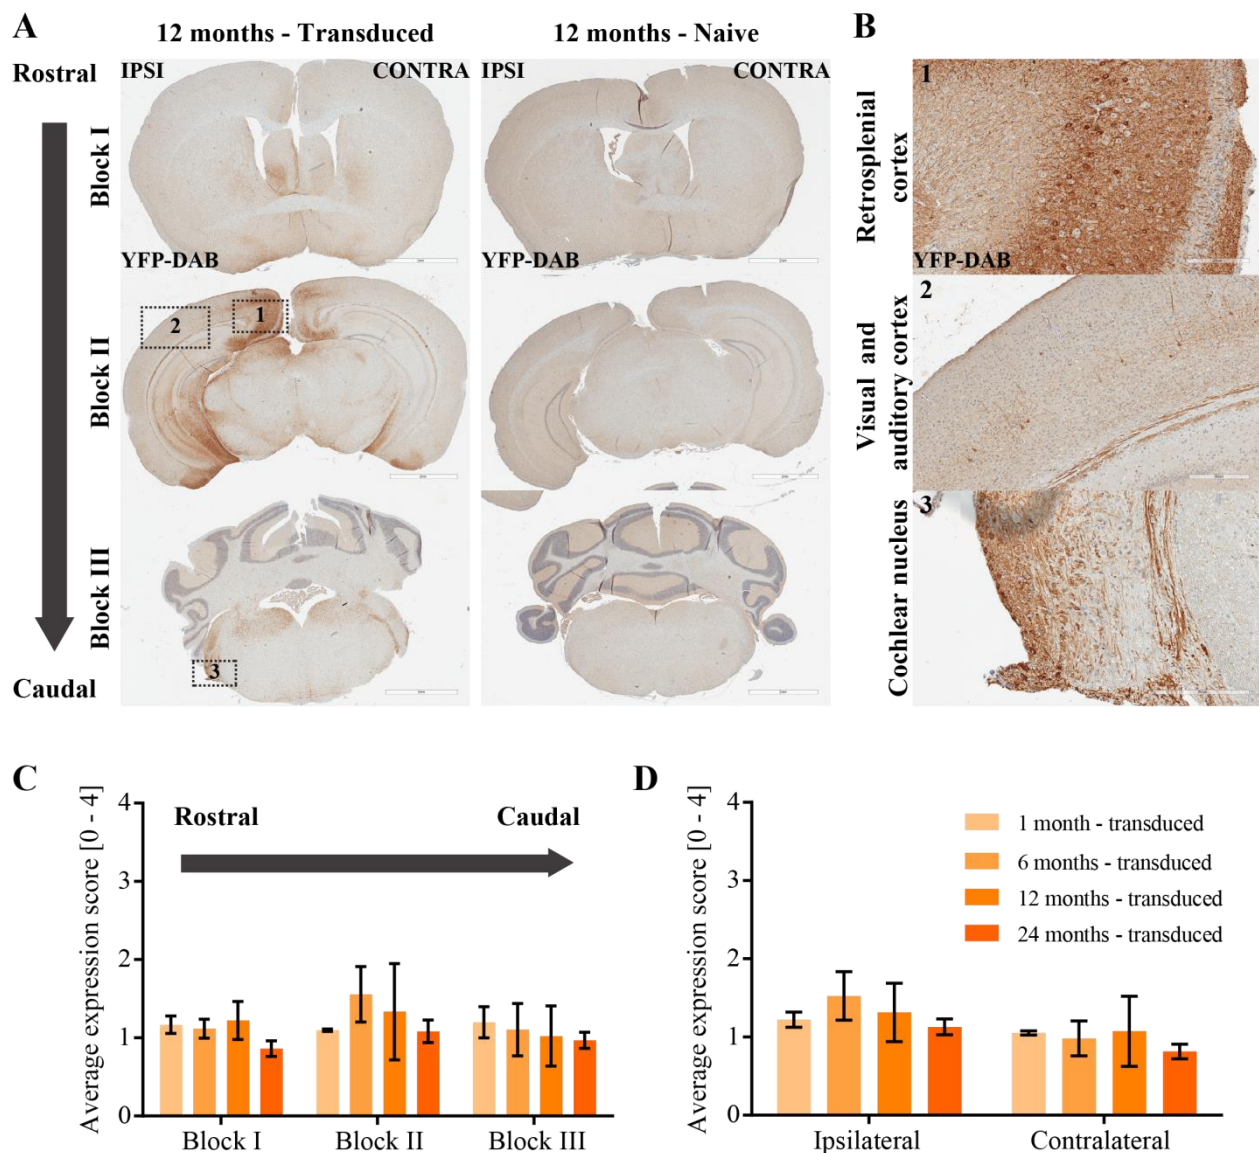 A
12 months - Transduced
12 months - Naive
B
Rostral
IPSI
CONTRA
IPSI
CONTRA
1
Block I
Retrosplenial
cortex
YFP-DAB
YFP-DAB
2
1
2
Block II
Visual and
auditory cortex
3
Block III
Cochlear nucleus
3
Caudal
C
D
Average expression score [0 - 4]
4
3
2
1
0
Rostral
Caudal
Block I
Block II
Block III
Average expression score [0 - 4]
4
3
2
1
0
1 month - transduced
6 months - transduced
12 months - transduced
24 months - transduced
Ipsilateral
Contralateral